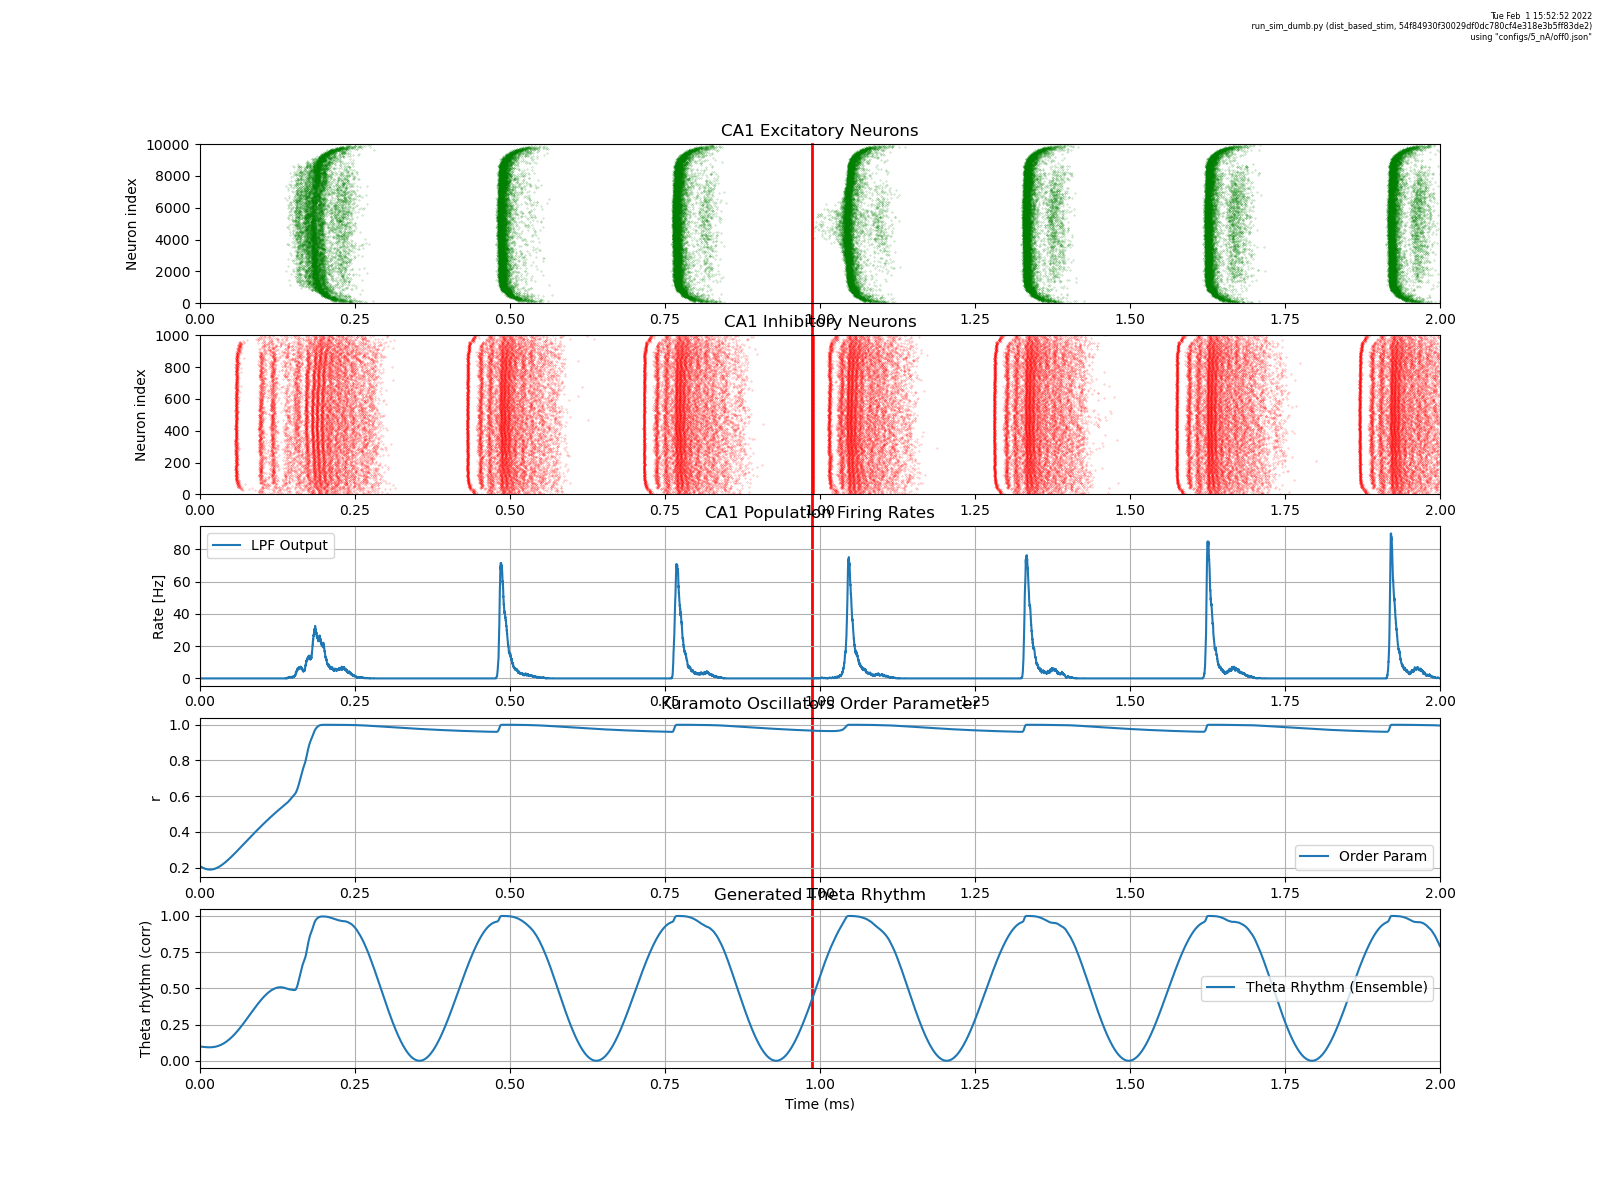 Tue Feb  1 15:52:52 2022
run_sim_dumb.py (dist_based_stim, 54f84930f30029df0dc780cf4e318e3b5ff83de2)
using "configs/5_nA/off0.json"
CA1 Excitatory Neurons
Neuron index
10000
8000
6000
4000
2000
0
0.00 0.25 0.50 0.75 1.00 1.25 1.50 1.75 2.00
CA1 Inhibitory Neurons
Neuron index
1000
800
600
400
200
0
0.00 0.25 0.50 0.75 1.00 1.25 1.50 1.75 2.00
CA1 Population Firing Rates
LPF Output
Rate [Hz]
80
60
40
20
0
0.00 0.25 0.50 0.75 1.00 1.25 1.50 1.75 2.00
Kuramoto Oscillators Order Parameter
r
1.0
0.8
0.6
0.4
0.2
Order Param
0.00 0.25 0.50 0.75 1.00 1.25 1.50 1.75 2.00
Generated Theta Rhythm
Theta rhythm (corr)
1.00
0.75
0.50
0.25
0.00
Theta Rhythm (Ensemble)
0.00 0.25 0.50 0.75 1.00 1.25 1.50 1.75 2.00
Time (ms)